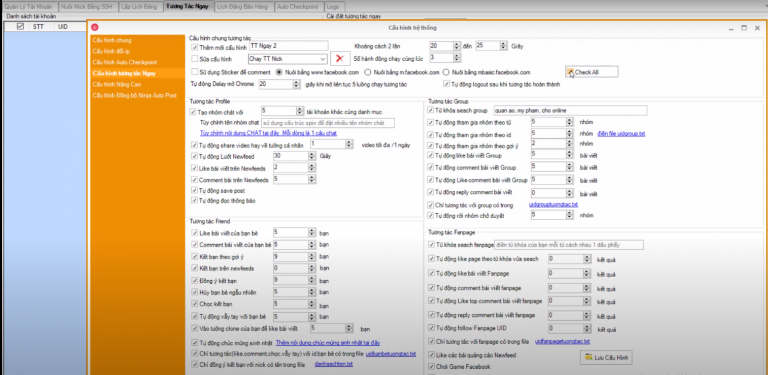 Quản Lý Tài Khoản Nuôi Nick Bằng SSH Lập Lịch Đăng Tương Tác Ngay Lịch Đăng Bán Hàng Auto Checkpoint Logs
Danh sách tài khoản Cài đặt tương tác ngay
STT UID
Cấu hình hệ thống
Cấu hình chung
Cấu hình đổi ip
Cấu hình Auto Checkpoint
Cấu hình tương tác Ngay
Cấu hình Nâng Cao
Cấu hình Đồng bộ Ninja Auto Post
Cấu hình chung tương tác
Thêm mới cấu hình TT Ngay 2 Khoảng cách 2 lần 20 đến 25 Giây
Sửa cấu hình Chạy TT Nick Số hành động chạy cùng lúc 3
Sử dụng Sticker để comment Nuôi bằng www.facebook.com Nuôi bằng m.facebook.com Nuôi bằng mbasic.facebook.com Check All
Tự động Delay mở Chrome 20 giây khi mở liên tục 5 luồng chạy tương tác Tự động logout sau khi tương tác hoàn thành
Tương tác Profile
Tạo nhóm chát với 5 tài khoản khác cùng danh mục
Tùy chỉnh tên nhóm chat sử dụng cấu trúc spin để đặt nhiều tên nhóm chat
Tùy chỉnh nội dung CHAT tại đây. Mỗi dòng là 1 câu chat
Tự động share video hay về tường cá nhân 1 video tối đa /1 ngày
Tự động Lướt Newfeed 30 Giây
Like bài viết trên Newfeeds 2
Comment bài trên Newfeeds 5
Tự động save post
Tự động đọc thông báo
Tương tác Group
Từ khóa seach group quan ao, my pham, cho online
Tự động tham gia nhóm theo từ 5 nhóm
Tự động tham gia nhóm theo id 5 nhóm điền file uidgroup.txt
Tự động tham gia nhóm theo gợi ý 2 nhóm
Tự động like bài viết Group 5 bài viết
Tự động comment bài viết Group 5 bài viết
Tự động Like comment bài viết Group 5 bài viết
Tự động reply comment bài viết 0 bài viết
Chỉ tương tác với group có trong uidgrouptuongtac.txt
Tự động rời nhóm chờ duyệt 5 nhóm
Tương tác Friend
Like bài viết của bạn bè 5 bạn
Comment bài viết của bạn bè 5 bạn
Kết bạn theo gợi ý 9 bạn
Kết bạn trên newfeeds 0 bạn
Đồng ý kết bạn 9 bạn
Hủy bạn bè ngẫu nhiên 5 bạn
Chọc kết bạn 5 bạn
Tự động vẫy tay với bạn bè 5 bạn
Vào tường clone của bạn để like bài viết 5 bạn
Tự động chúc mừng sinh nhật Thêm nội dung chúc mừng sinh nhật tại đây
Chỉ tương tác(like,comment,chọc,vẫy tay) với id bạn bè có trong file uidbanbetuongtac.txt
Chỉ đồng ý kết bạn với nick có tên trong file danhsachten.txt
Tương tác Fanpage
Từ khóa seach fanpage điền từ khóa của bạn mỗi từ cách nhau 1 dấu phẩy
Tự động like page theo từ khóa vừa seach 0 kết quả
Tự động like bài viết Fanpage 0 kết quả
Tự động comment bài viết fanpage 0 kết quả
Tự động Like top comment bài viết fanpage 0 kết quả
Tự động reply comment bài viết fanpage 0 kết quả
Tự động follow Fanpage UID 0 kết quả
Chỉ tương tác với fanpage có trong file uidfanpagetuongtac.txt
Like các bài quảng các Newfeed Lưu Cấu Hình
Chơi Game Facebook